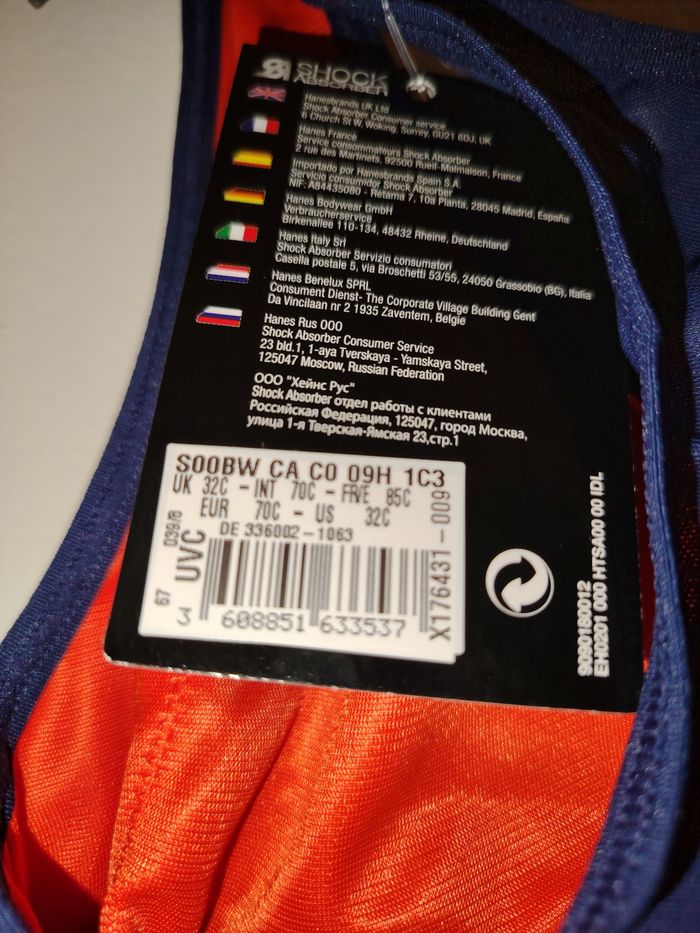 SHOCK
ABSORBER
Hanesbrands UK Ltd
Shock Absorber Consumer service
6 Church St W, Woking, Surrey, GU21 6DJ, UK
Hanes France
Service consommateurs Shock Absorber
2 rue des Martinets, 92500 Rueil-Malmaison, France
Importado por Hanesbrands Spain S.A.
Servicio consumidor Shock Absorber
NIF: A84435080 - Retama 7, 10a Planta, 28045 Madrid, España
Hanes Bodywear GmbH
Verbraucherservice
Birkenallee 110-134, 48432 Rheine, Deutschland
Hanes Italy Srl
Shock Absorber Servizio consumatori
Casella postale 5, via Broschetti 53/55, 24050 Grassobio (BG), Italia
Hanes Benelux SPRL
Consument Dienst- The Corporate Village Building Gent
Da Vincilaan nr 2 1935 Zaventem, Belgie
Hanes Rus OOO
Shock Absorber Consumer Service
23 bld.1, 1-aya Tverskaya - Yamskaya Street,
125047 Moscow, Russian Federation
ООО "Хейнс Рус"
Shock Absorber отдел работы с клиентами
Российская Федерация, 125047, город Москва,
улица 1-я Тверская-Ямская 23,стр.1
S00BW CA C0 09H 1C3
UK 32C - INT 70C - FR/E 85C
EUR 70C - US 32C
DE 336002-1063
039/8
67
UVC
3 608851 633537
X176431-009
9090180012
EH0201 000 HTSA00 00 IDL